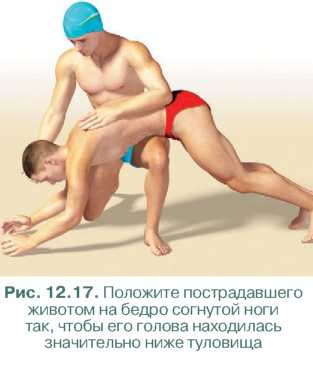 Рис. 12.17. Положите пострадавшего
животом на бедро согнутой ноги
так, чтобы его голова находилась
значительно ниже туловища